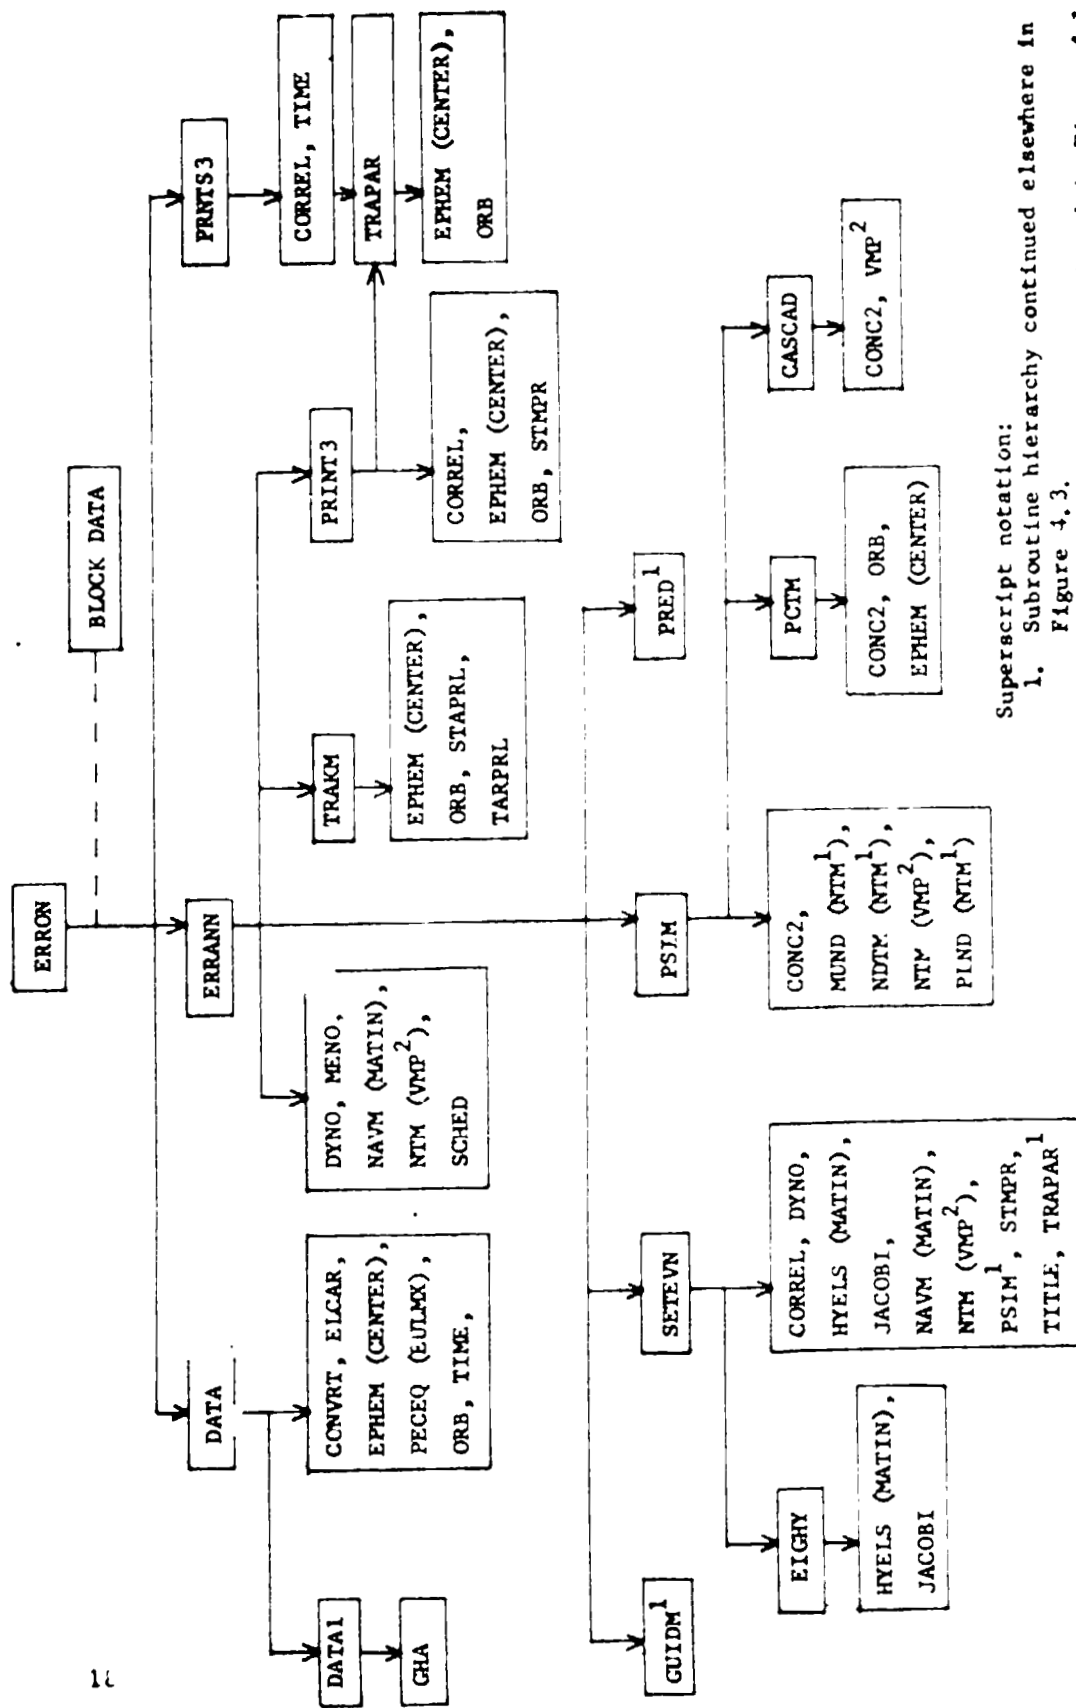 ERRON
BLOCK DATA
DATA
ERRANN
PRNTS3
DATA1
GHA
CONVRT, ELCAR,
EPHEM (CENTER),
PECEQ (EULMX),
ORB, TIME,
DYNO, MENO,
NAVM (MATIN),
NTM (VMP²),
SCHED
TRAKM
EPHEM (CENTER),
ORB, STAPRL,
TARPRL
PRINT3
CORREL,
EPHEM (CENTER),
ORB, STMPR
CORREL, TIME
TRAPAR
EPHEM (CENTER),
ORB
GUIDM¹
SETEVN
PSIM
PRED¹
EIGHY
HYELS (MATIN),
JACOBI
CORREL, DYNO,
HYELS (MATIN),
JACOBI,
NAVM (MATIN),
NTM (VMP²),
PSIM¹, STMPR,
TITLE, TRAPAR¹
CONC2,
MUND (NTM¹),
NDTM (NTM¹),
NTM (VMP²),
PLND (NTM¹)
PCTM
CONC2, ORB,
EPHEM (CENTER)
CASCAD
CONC2, VMP²
Superscript notation:
1. Subroutine hierarchy continued elsewhere in
Figure 4.3.